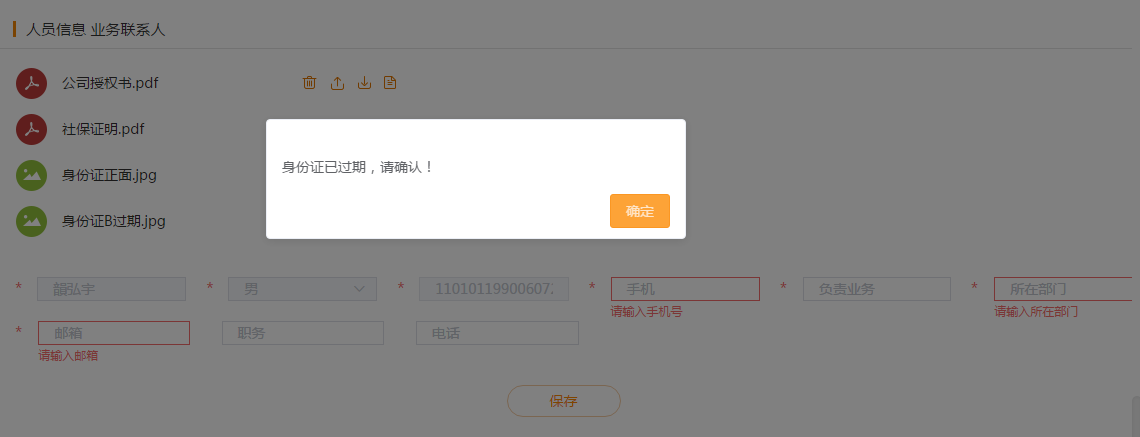 人员信息 业务联系人
公司授权书.pdf
社保证明.pdf
身份证正面.jpg
身份证B过期.jpg
身份证已过期，请确认！
确定
* 韻弘宇 * 男 * 11010119900607 * 手机 * 负责业务 * 所在部门
请输入手机号 请输入所在部门
* 邮箱 职务 电话
请输入邮箱
保存